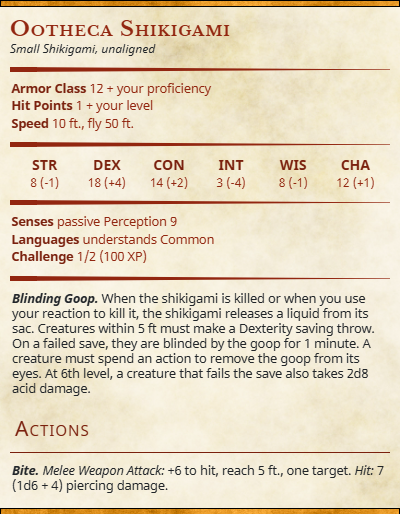 Ootheca Shikigami
Small Shikigami, unaligned
Armor Class 12 + your proficiency
Hit Points 1 + your level
Speed 10 ft., fly 50 ft.
STR DEX CON INT WIS CHA
8 (-1) 18 (+4) 14 (+2) 3 (-4) 8 (-1) 12 (+1)
Senses passive Perception 9
Languages understands Common
Challenge 1/2 (100 XP)
Blinding Goop. When the shikigami is killed or when you use
your reaction to kill it, the shikigami releases a liquid from its
sac. Creatures within 5 ft must make a Dexterity saving throw.
On a failed save, they are blinded by the goop for 1 minute. A
creature must spend an action to remove the goop from its
eyes. At 6th level, a creature that fails the save also takes 2d8
acid damage.
Actions
Bite. Melee Weapon Attack: +6 to hit, reach 5 ft., one target. Hit: 7
(1d6 + 4) piercing damage.